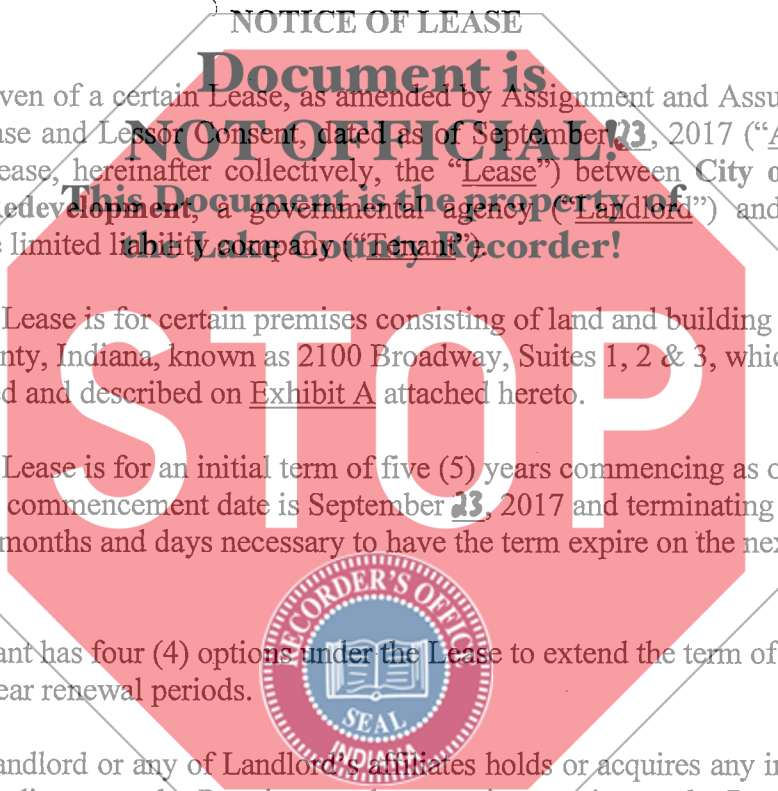 NOTICE OF LEASE
Document is
ven of a certain Lease, as amended by Assignment and Assu
NOT OFFICIAL!
ase and Lessor Consent, dated as of September 23, 2017 ("A
ease, hereinafter collectively, the "Lease") between City o
This Document is the property of
edevelopment, a governmental agency ("Landlord") and
the Lake County Recorder!
e limited liability company ("Tenant").
Lease is for certain premises consisting of land and building
nty, Indiana, known as 2100 Broadway, Suites 1, 2 & 3, whic
d and described on Exhibit A attached hereto.
STOP
Lease is for an initial term of five (5) years commencing as o
commencement date is September 23, 2017 and terminating
months and days necessary to have the term expire on the nex
RECORDER'S OFFICE
ant has four (4) options under the Lease to extend the term of
ear renewal periods.
SEAL
INDIANA
andlord or any of Landlord's affiliates holds or acquires any in